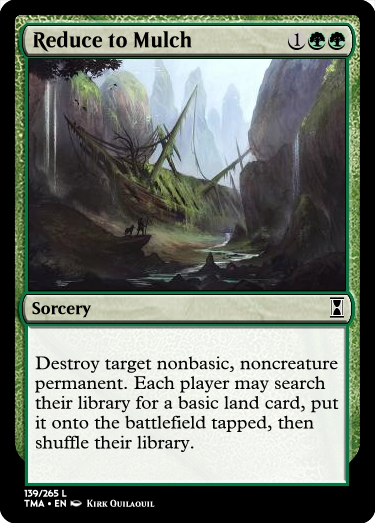 Reduce to Mulch 1
Sorcery
Destroy target nonbasic, noncreature
permanent. Each player may search
their library for a basic land card, put
it onto the battlefield tapped, then
shuffle their library.
139/265 L
TMA • EN Kirk Quilaquil